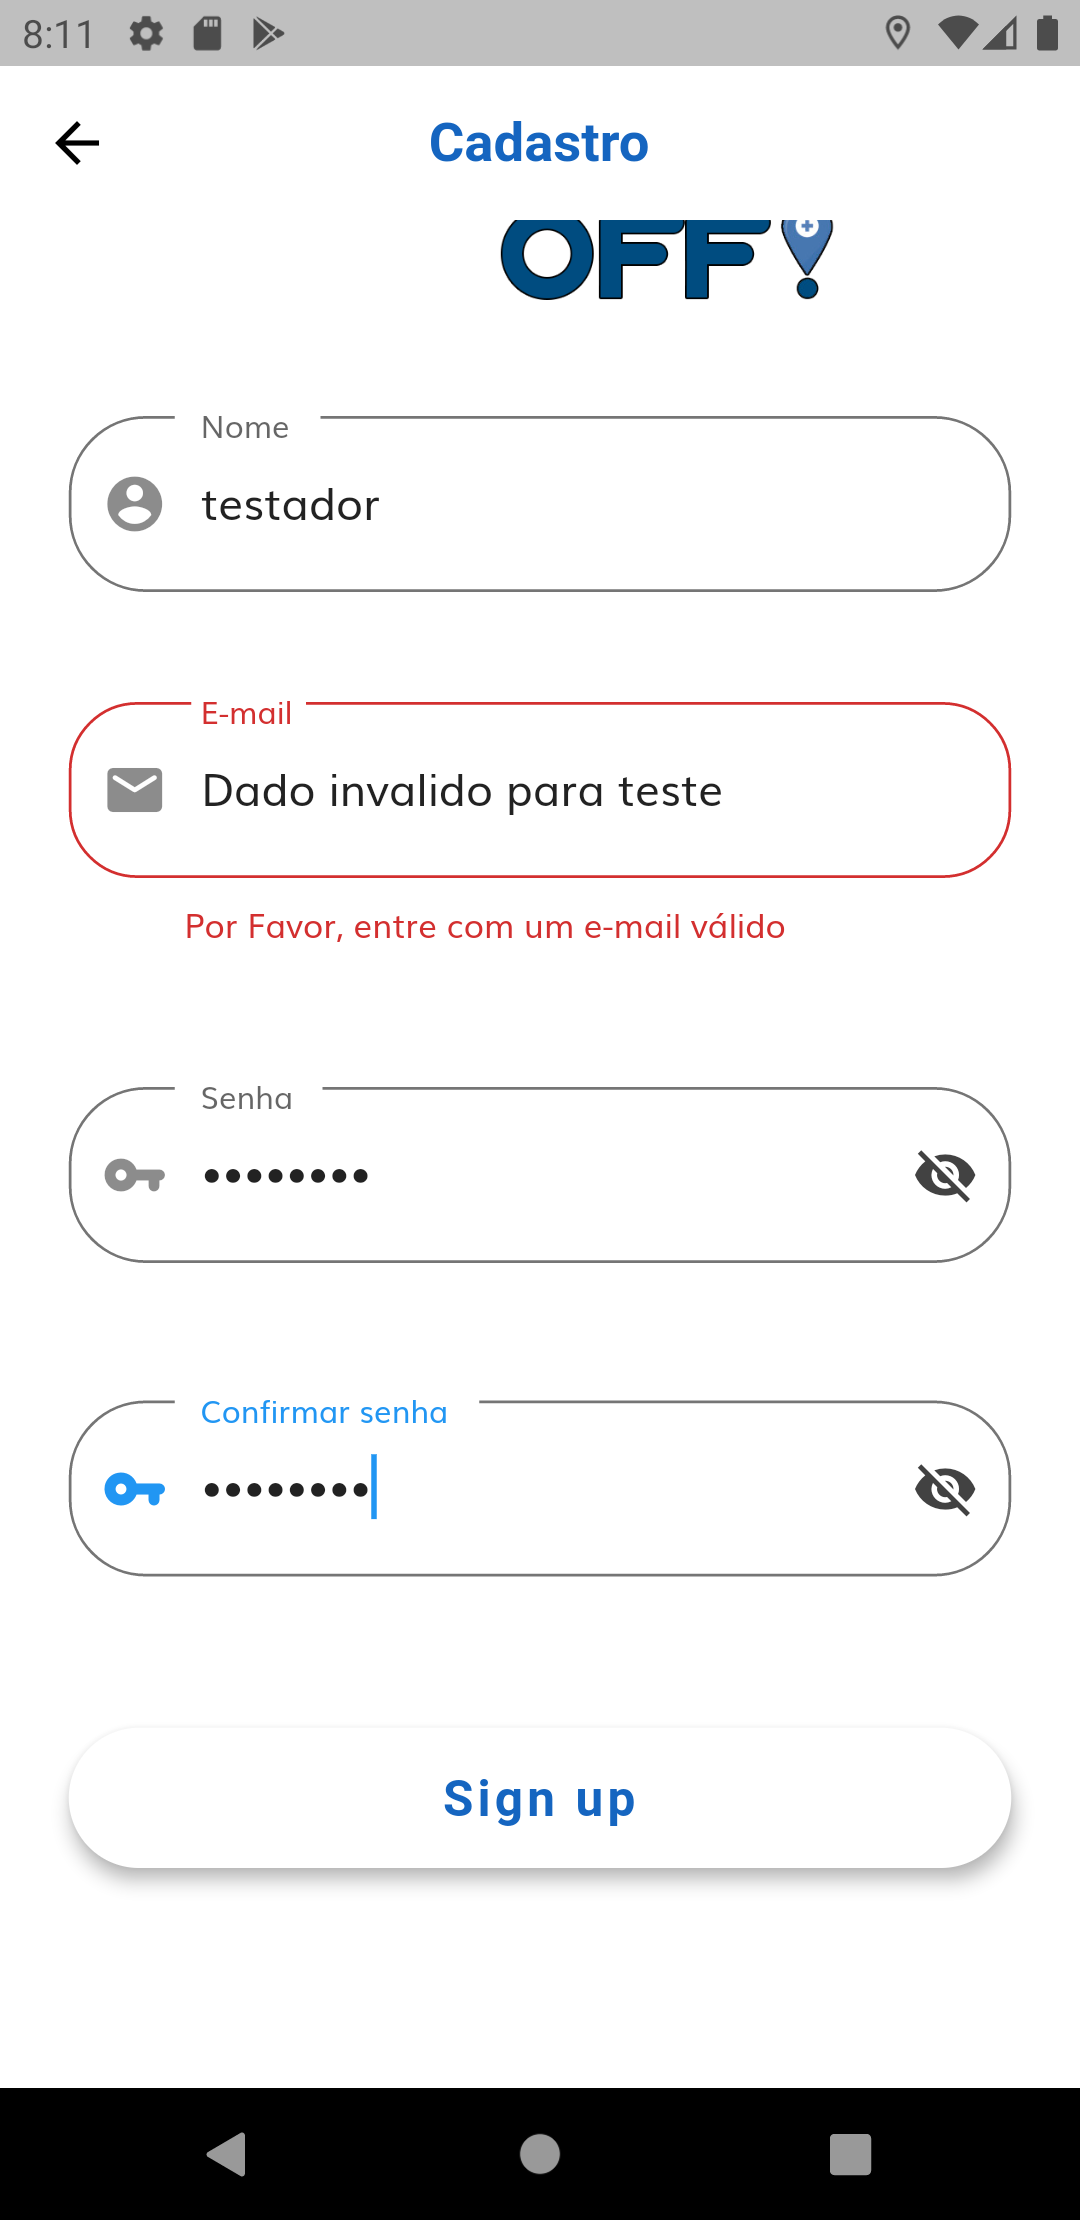 8:11
Cadastro
OFF
Nome
testador
E-mail
Dado invalido para teste
Por Favor, entre com um e-mail válido
Senha
••••••••
Confirmar senha
••••••••
Sign up